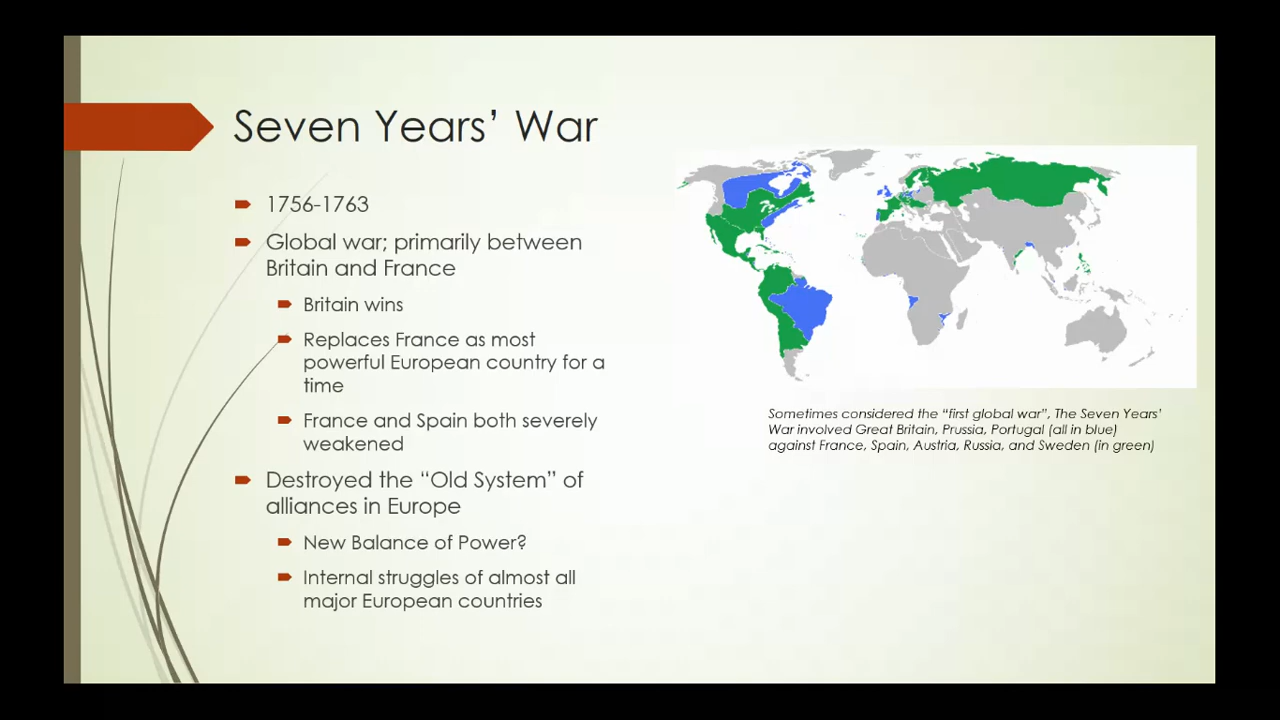 Seven Years’ War
1756-1763
Global war; primarily between
Britain and France
Britain wins
Replaces France as most
powerful European country for a
time
France and Spain both severely
weakened
Destroyed the “Old System” of
alliances in Europe
New Balance of Power?
Internal struggles of almost all
major European countries
Sometimes considered the “first global war”, The Seven Years’
War involved Great Britain, Prussia, Portugal (all in blue)
against France, Spain, Austria, Russia, and Sweden (in green)